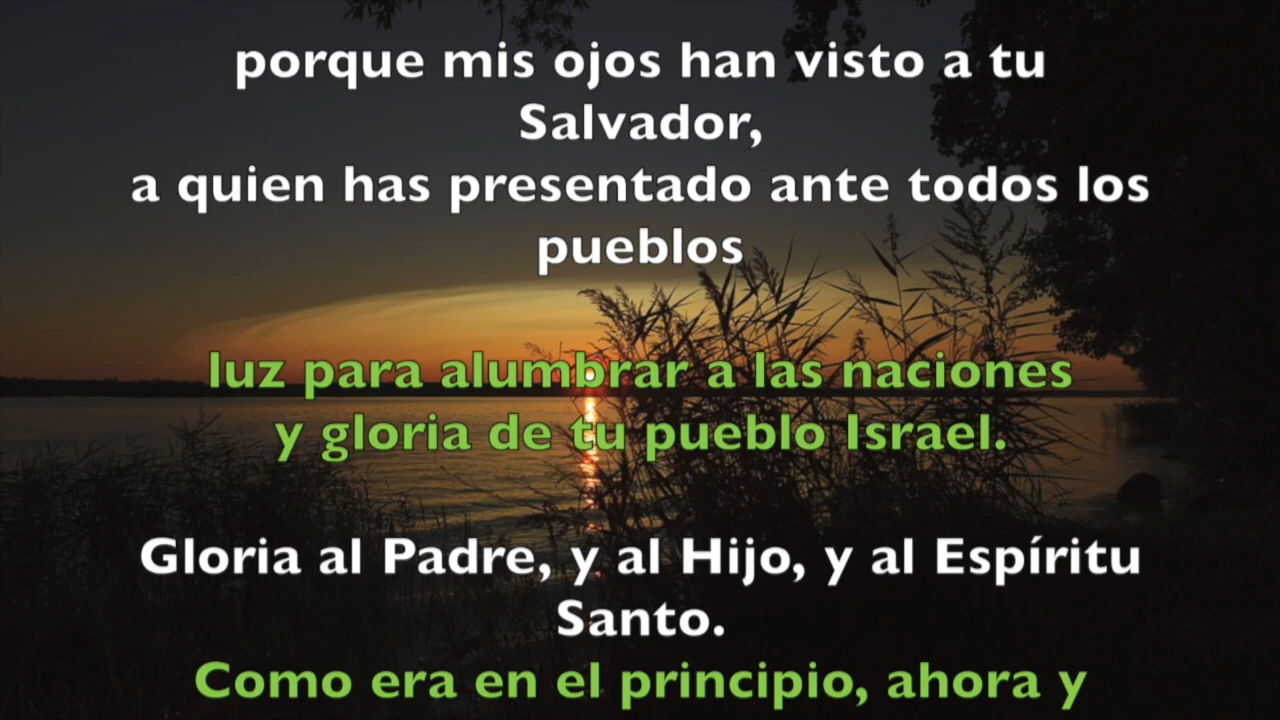 porque mis ojos han visto a tu
Salvador,
a quien has presentado ante todos los
pueblos
luz para alumbrar a las naciones
y gloria de tu pueblo Israel.
Gloria al Padre, y al Hijo, y al Espíritu
Santo.
Como era en el principio, ahora y